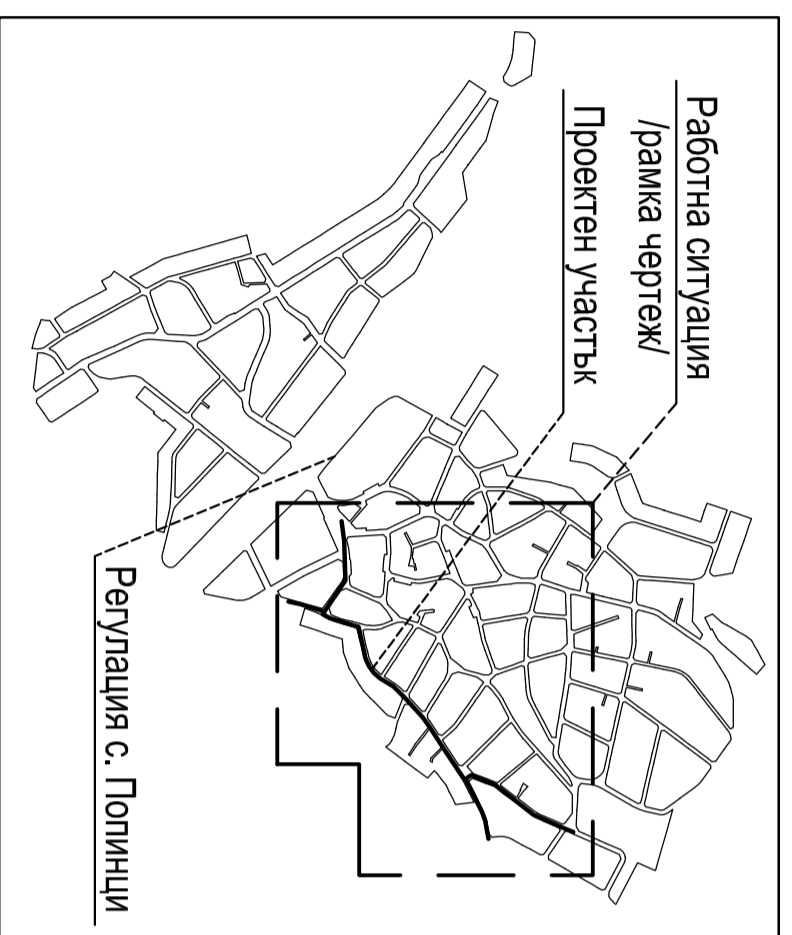 Работна ситуация
/рамка чертеж/
Проектен участък
Регулация с. Попинци